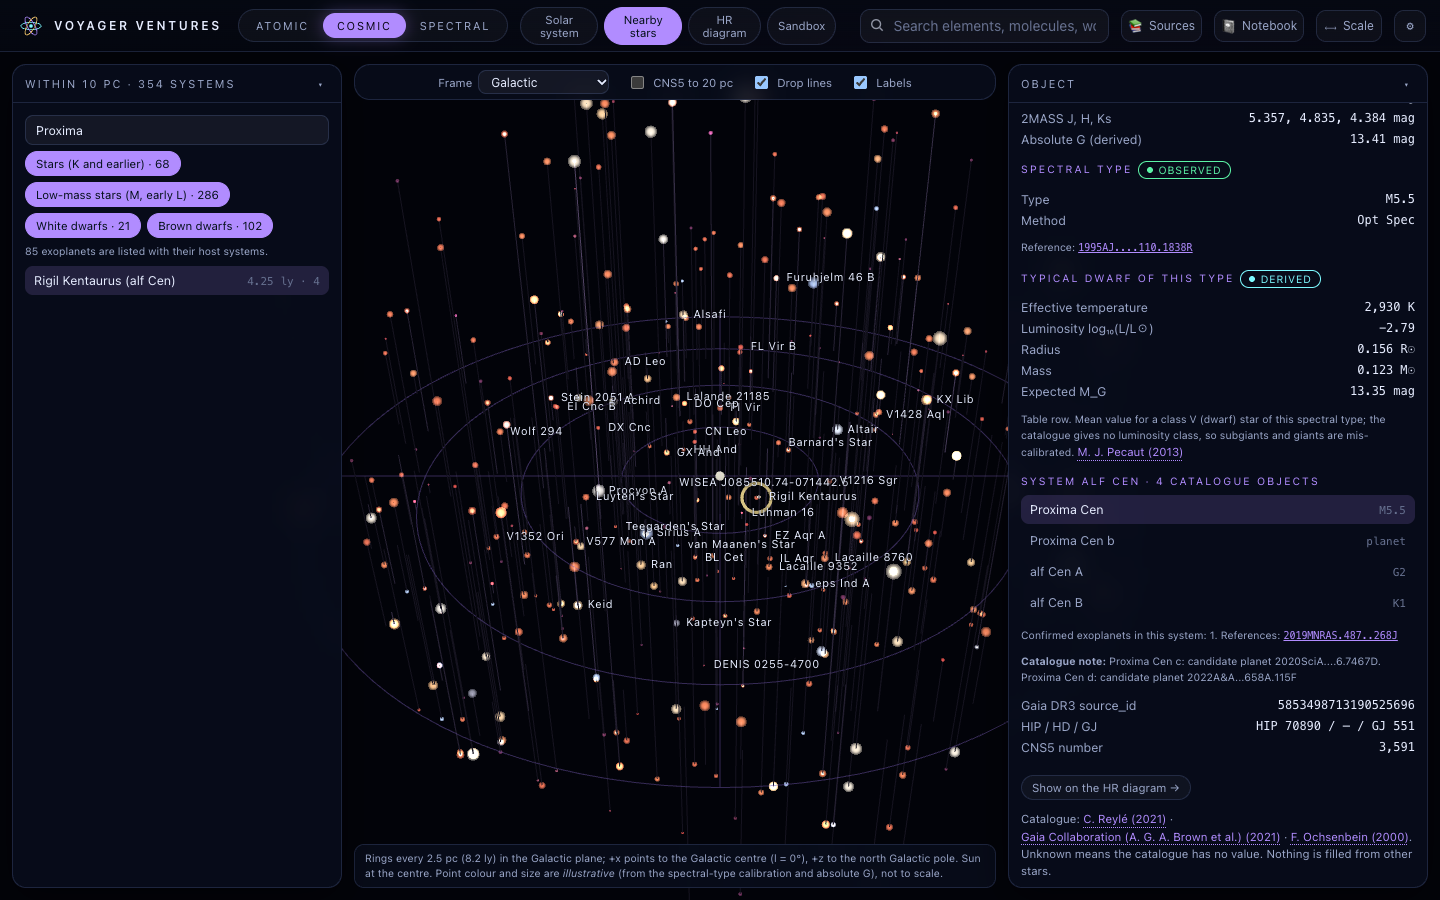 VOYAGER VENTURES
ATOMIC
COSMIC
SPECTRAL
Solar system
Nearby stars
HR diagram
Sandbox
Search elements, molecules, wc
Sources
Notebook
Scale
WITHIN 10 PC · 354 SYSTEMS
Proxima
Stars (K and earlier) · 68
Low-mass stars (M, early L) · 286
White dwarfs · 21
Brown dwarfs · 102
85 exoplanets are listed with their host systems.
Rigil Kentaurus (alf Cen) 4.25 ly · 4
Frame Galactic CNS5 to 20 pc Drop lines Labels
Furuhjelm 46 B
Alsafi
FL Vir B
AD Leo
Stein 2051 A
Achird
El Cnc B
Lalande 21185
DO Cep
FI Vir
KX Lib
V1428 Aql
Wolf 294
DX Cnc
CN Leo
Altair
Barnard's Star
GX And
HH And
WISEA J085510.74-071442.5
V1216 Sgr
Procyon A
Luyten's Star
Rigil Kentaurus
Luhman 16
Teegarden's Star
Sirius A
V1352 Ori
V577 Mon A
van Maanen's Star
EZ Aqr A
BL Cet
IL Aqr
Lacaille 8760
Lacaille 9352
Ran
eps Ind A
Keid
Kapteyn's Star
DENIS 0255-4700
Rings every 2.5 pc (8.2 ly) in the Galactic plane; +x points to the Galactic centre (l = 0°), +z to the north Galactic pole. Sun
at the centre. Point colour and size are illustrative (from the spectral-type calibration and absolute G), not to scale.
OBJECT
2MASS J, H, Ks 5.357, 4.835, 4.384 mag
Absolute G (derived) 13.41 mag
SPECTRAL TYPE OBSERVED
Type M5.5
Method Opt Spec
Reference: 1995AJ....110.1838R
TYPICAL DWARF OF THIS TYPE DERIVED
Effective temperature 2,930 K
Luminosity log₁₀(L/L☉) −2.79
Radius 0.156 R☉
Mass 0.123 M☉
Expected M_G 13.35 mag
Table row. Mean value for a class V (dwarf) star of this spectral type; the
catalogue gives no luminosity class, so subgiants and giants are mis-
calibrated. M. J. Pecaut (2013)
SYSTEM ALF CEN · 4 CATALOGUE OBJECTS
Proxima Cen M5.5
Proxima Cen b planet
alf Cen A G2
alf Cen B K1
Confirmed exoplanets in this system: 1. References: 2019MNRAS.487..268J
Catalogue note: Proxima Cen c: candidate planet 2020SciA....6.7467D.
Proxima Cen d: candidate planet 2022A&A...658A.115F
Gaia DR3 source_id 5853498713190525696
HIP / HD / GJ HIP 70890 / — / GJ 551
CNS5 number 3,591
Show on the HR diagram →
Catalogue: C. Reylé (2021) ·
Gaia Collaboration (A. G. A. Brown et al.) (2021) · F. Ochsenbein (2000).
Unknown means the catalogue has no value. Nothing is filled from other
stars.